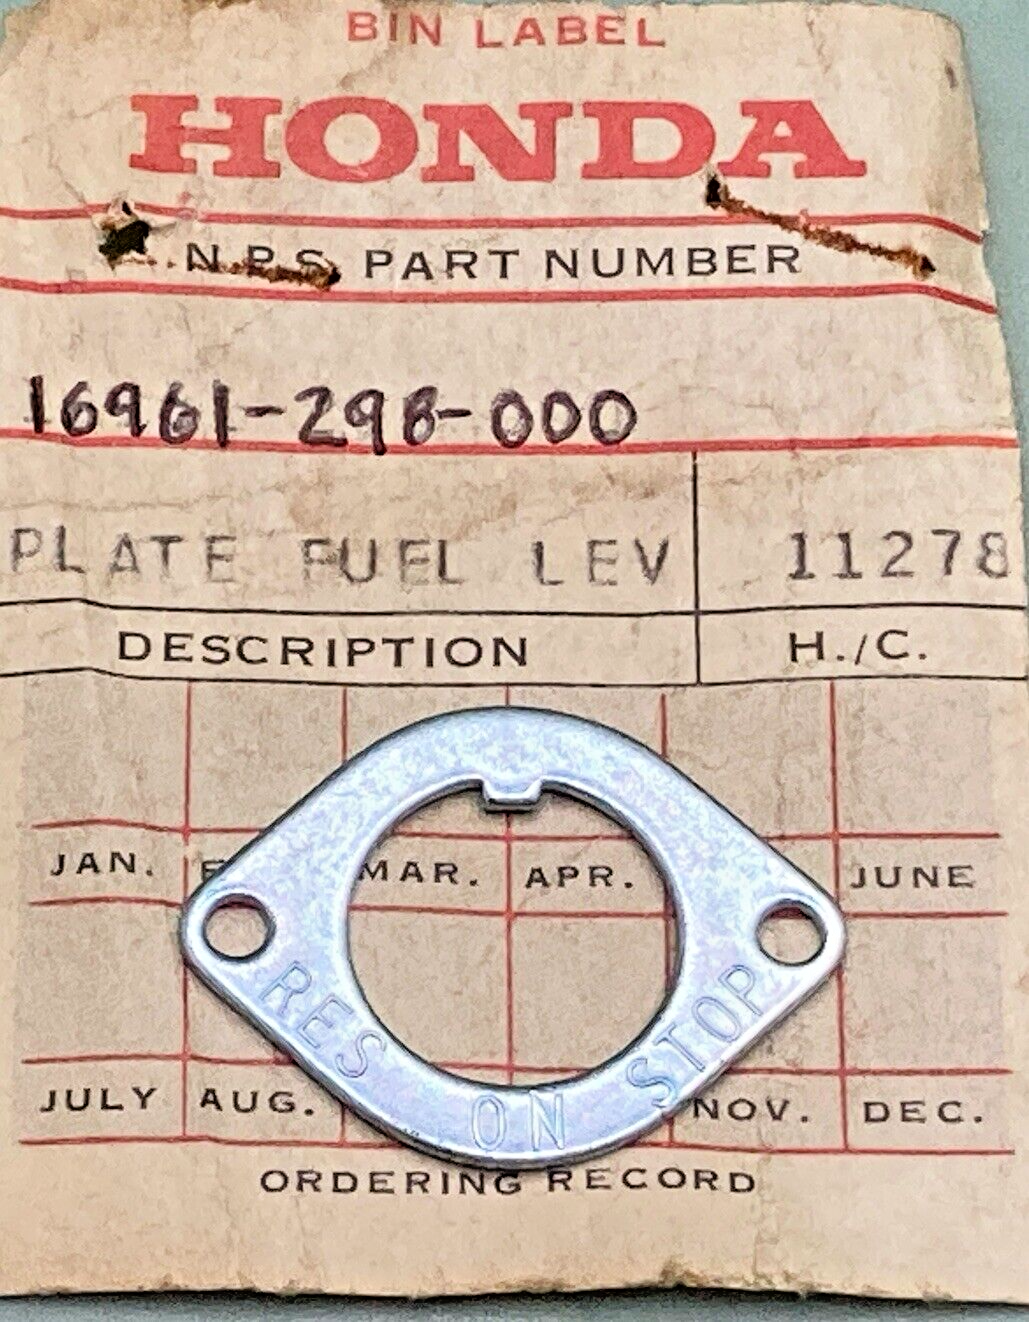 BIN LABEL
HONDA
N.P.S. PART NUMBER
16961-298-000
PLATE FUEL LEV 11278
DESCRIPTION H./C.
JAN. MAR. APR. JUNE
RES ON STOP
JULY AUG. NOV. DEC.
ORDERING RECORD